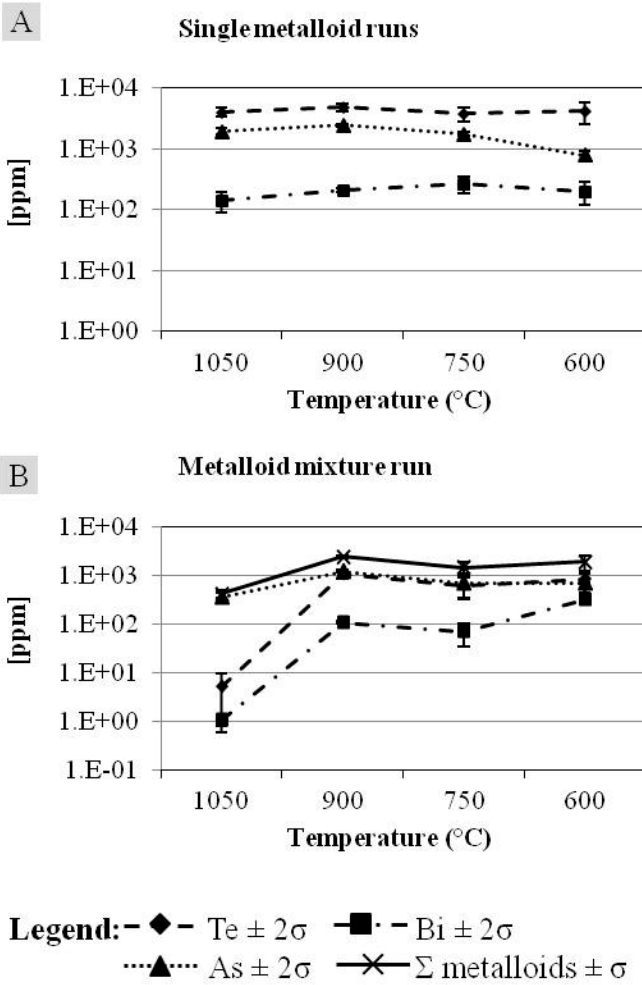 A
Single metalloid runs
1.E+04
1.E+03
1.E+02
1.E+01
1.E+00
[ppm]
1050 900 750 600
Temperature (°C)
B
Metalloid mixture run
1.E+04
1.E+03
1.E+02
1.E+01
1.E+00
1.E-01
[ppm]
1050 900 750 600
Temperature (°C)
Legend: Te ± 2σ Bi ± 2σ
As ± 2σ Σ metalloids ± σ